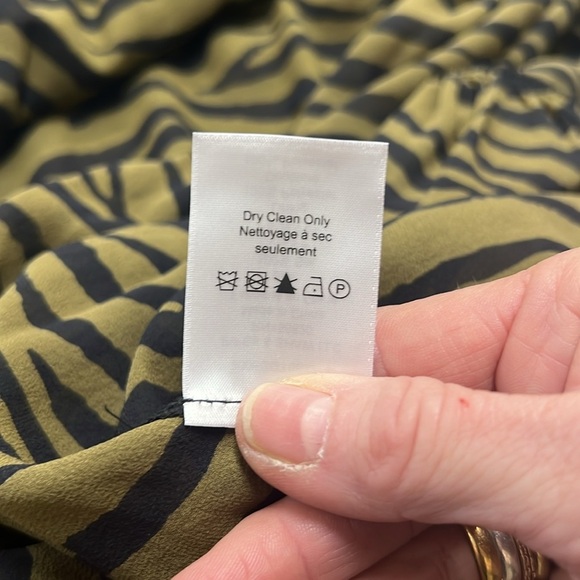 Dry Clean Only
Nettoyage à sec
seulement
P